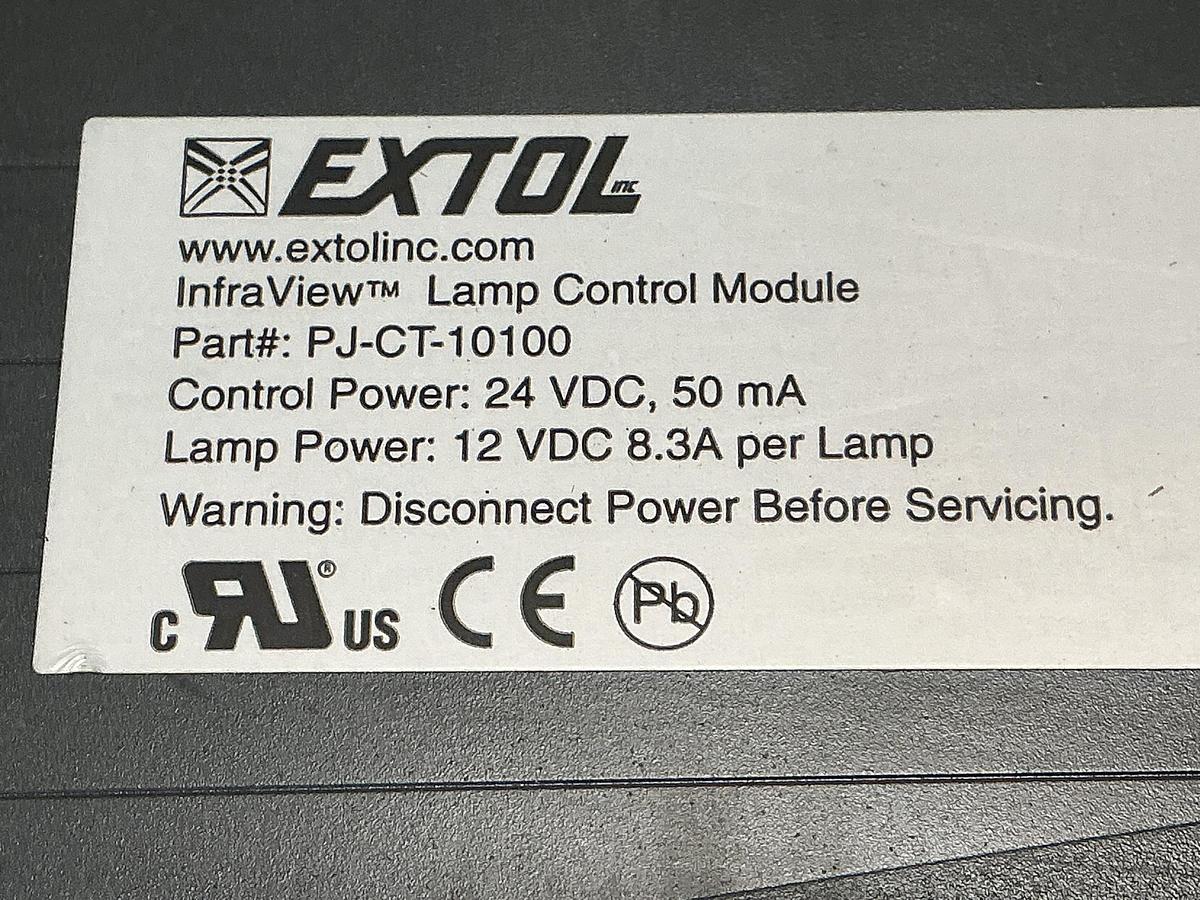 EXTOL inc
www.extolinc.com
InfraView™ Lamp Control Module
Part#: PJ-CT-10100
Control Power: 24 VDC, 50 mA
Lamp Power: 12 VDC 8.3A per Lamp
Warning: Disconnect Power Before Servicing.
C RU® US CE Pb